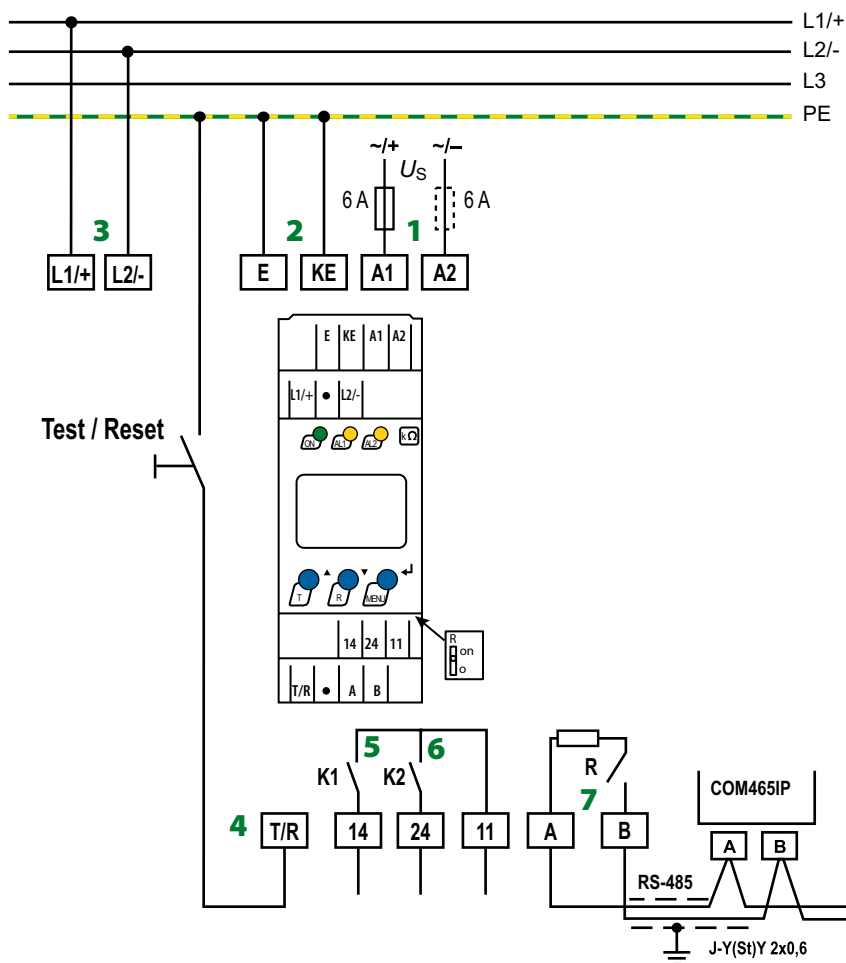 L1/+
L2/-
L3
PE
~/+ ~/–
US
6 A 6 A
3 2 1
L1/+ L2/- E KE A1 A2
E KE A1 A2
L1/+ • L2/-
ON AL1 AL2 kΩ
Test / Reset
T R MENU
14 24 11
R
on
o
T/R • A B
5 6
K1 K2 R
7
COM465IP
4 T/R 14 24 11 A B
A B
RS-485
J-Y(St)Y 2x0,6